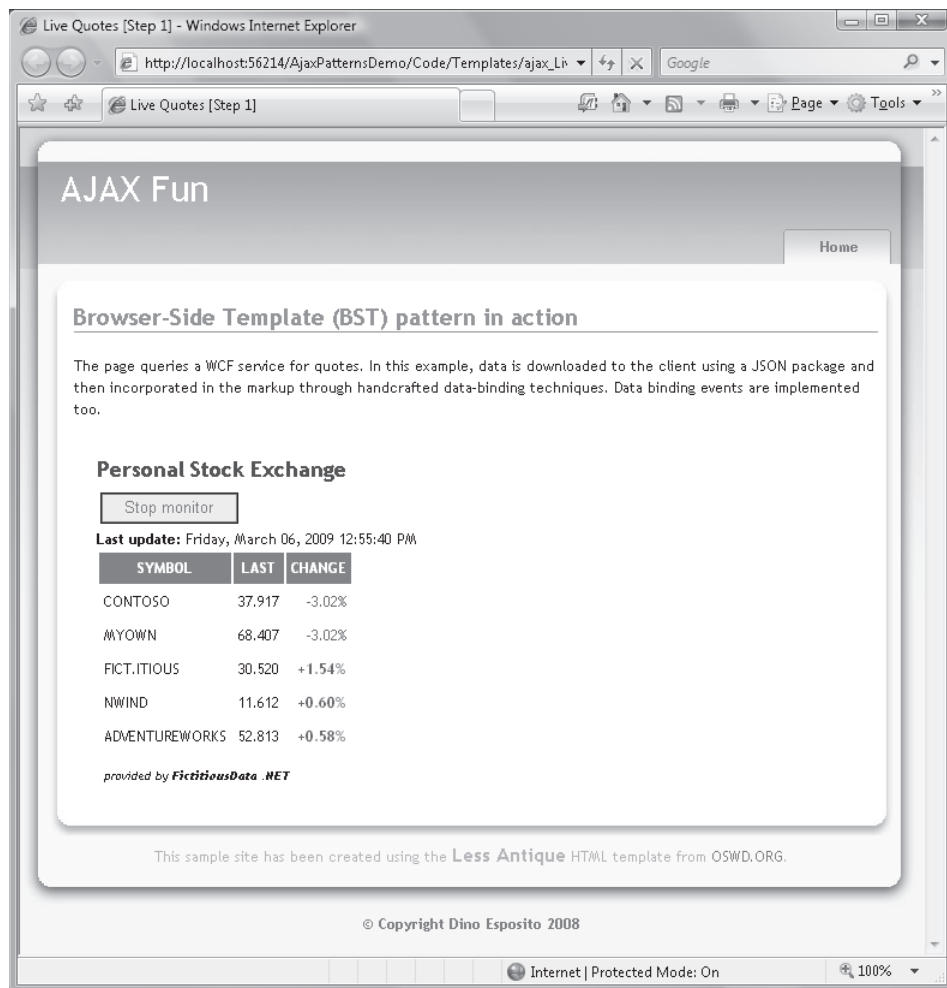 Live Quotes [Step 1] - Windows Internet Explorer
http://localhost:56214/AjaxPatternsDemo/Code/Templates/ajax_Li
Google
Live Quotes [Step 1]
Page
Tools
AJAX Fun
Home
Browser-Side Template (BST) pattern in action
The page queries a WCF service for quotes. In this example, data is downloaded to the client using a JSON package and
then incorporated in the markup through handcrafted data-binding techniques. Data binding events are implemented
too.
Personal Stock Exchange
Stop monitor
Last update: Friday, March 06, 2009 12:55:40 PM
SYMBOL LAST CHANGE
CONTOSO 37.917 -3.02%
MYOWN 68.407 -3.02%
FICT.ITIOUS 30.520 +1.54%
NWIND 11.612 +0.60%
ADVENTUREWORKS 52.813 +0.58%
provided by FictitiousData .NET
This sample site has been created using the Less Antique HTML template from OSWD.ORG.
© Copyright Dino Esposito 2008
Internet | Protected Mode: On
100%